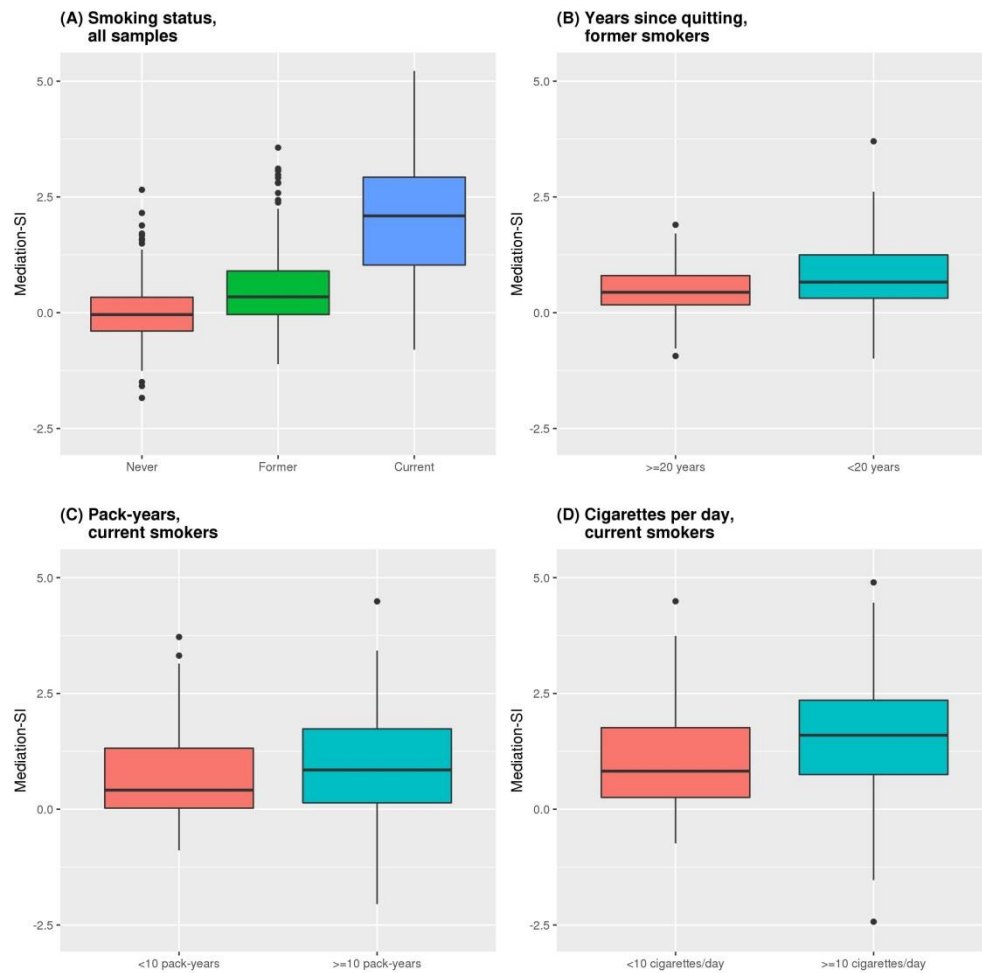 (A) Smoking status,
all samples
Mediation-SI
5.0
2.5
0.0
-2.5
Never Former Current
(B) Years since quitting,
former smokers
Mediation-SI
5.0
2.5
0.0
-2.5
>=20 years <20 years
(C) Pack-years,
current smokers
Mediation-SI
5.0
2.5
0.0
-2.5
<10 pack-years >=10 pack-years
(D) Cigarettes per day,
current smokers
Mediation-SI
5.0
2.5
0.0
-2.5
<10 cigarettes/day >=10 cigarettes/day